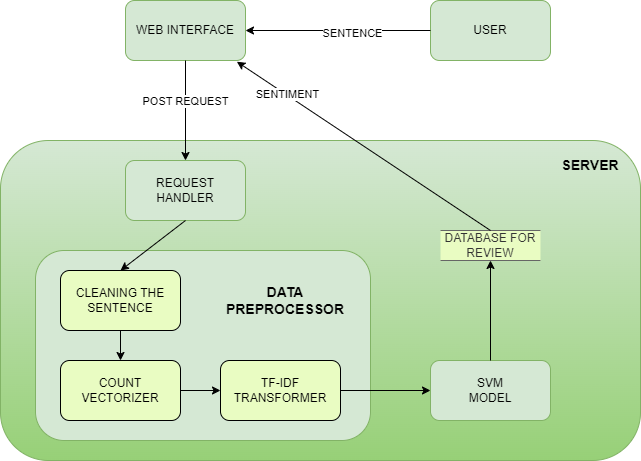 WEB INTERFACE
SENTENCE
USER
POST REQUEST
SENTIMENT
SERVER
REQUEST
HANDLER
DATABASE FOR
REVIEW
CLEANING THE
SENTENCE
DATA
PREPROCESSOR
COUNT
VECTORIZER
TF-IDF
TRANSFORMER
SVM
MODEL